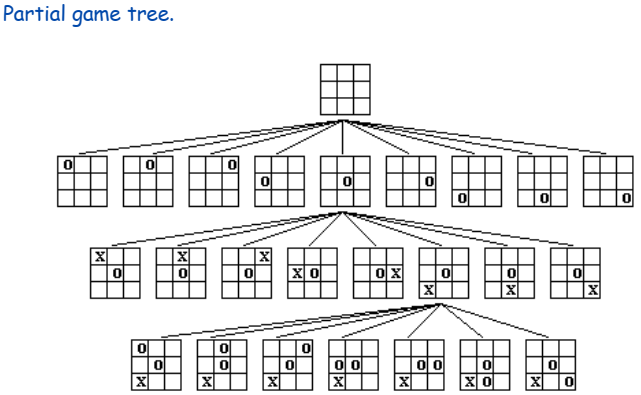 Partial game tree.
O O O
O O O
O O O
X X X
O O O X O O X O O O
X X X
O O O
O O O O O O O O O
X X X X X X O X O